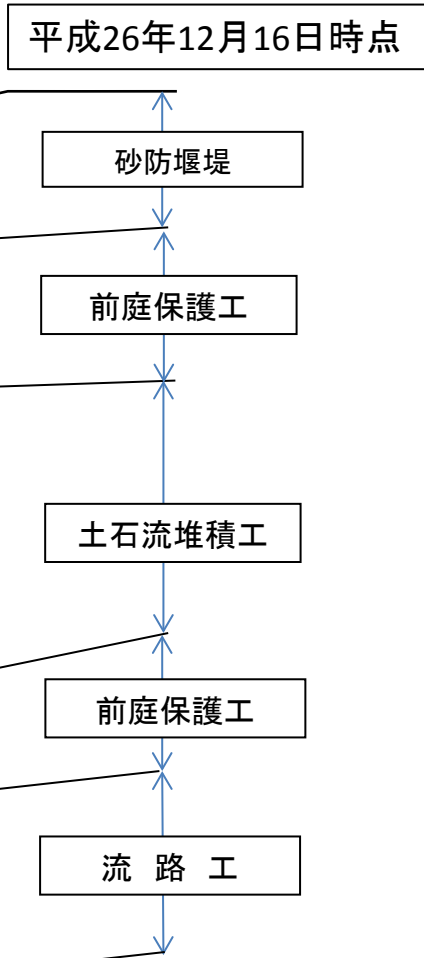 平成26年12月16日時点
砂防堰堤
前庭保護工
土石流堆積工
前庭保護工
流 路 工